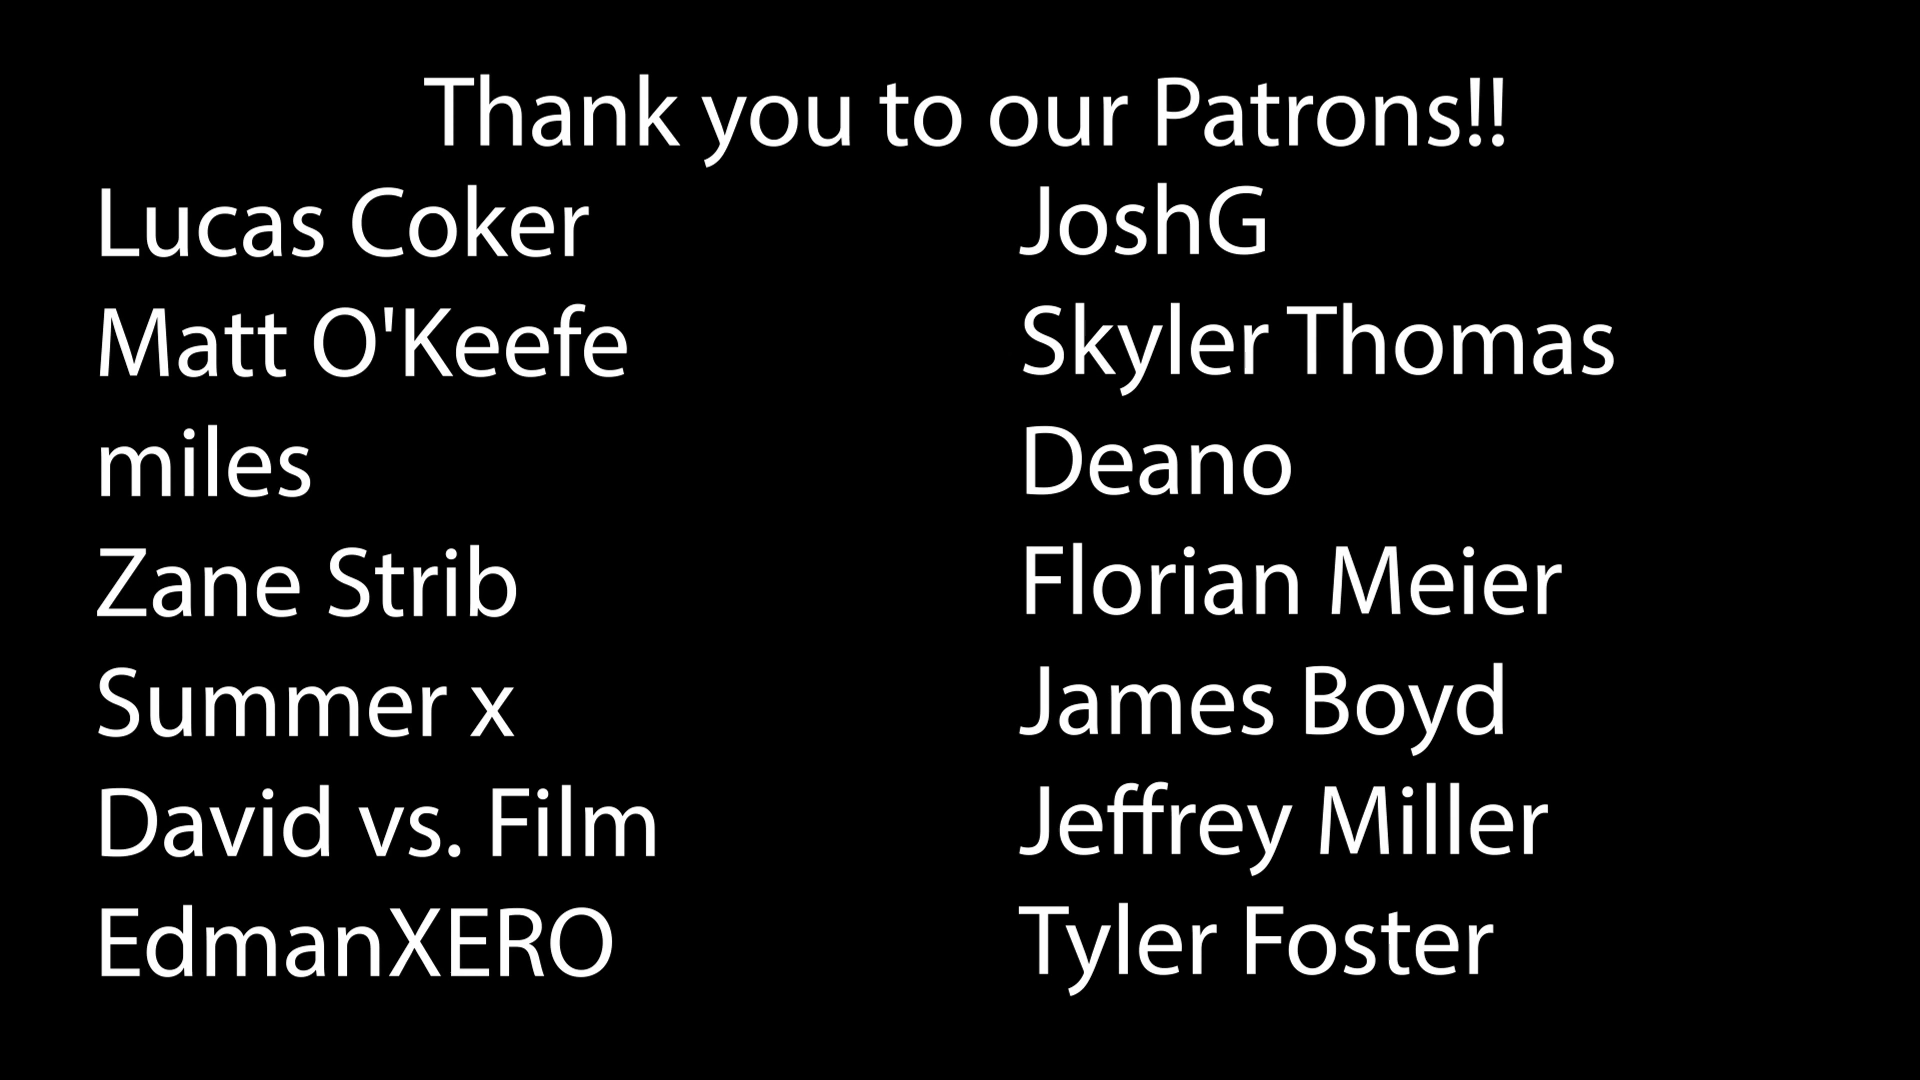 Thank you to our Patrons!!
Lucas Coker
Matt O'Keefe
miles
Zane Strib
Summer x
David vs. Film
EdmanXERO
JoshG
Skyler Thomas
Deano
Florian Meier
James Boyd
Jeffrey Miller
Tyler Foster